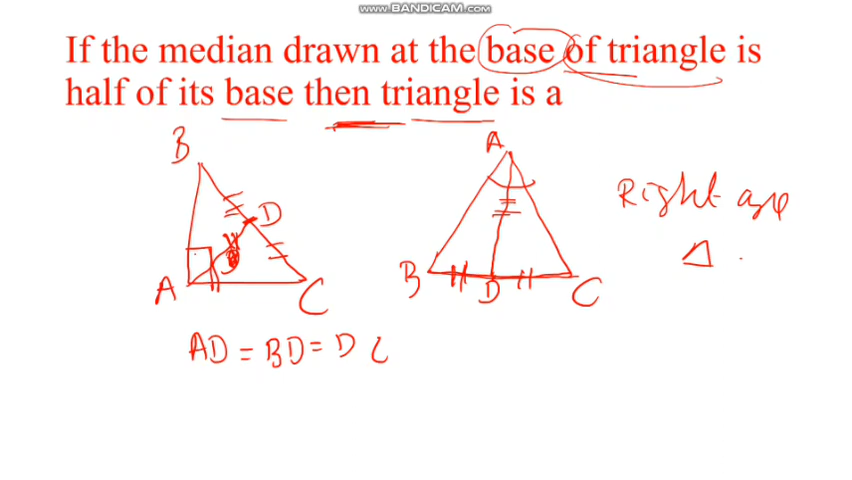 www.BANDICAM.com
If the median drawn at the base of triangle is
half of its base then triangle is a
B
D
A
C
A
B
D
C
Right
Δ
AD = BD = DC